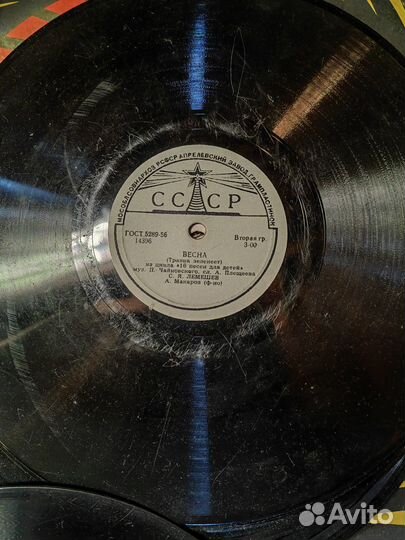 МОСОБЛСОВНАРХОЗ РСФСР АПРЕЛЕВСКИЙ ЗАВОД ГРАМПЛАСТИНОК
СССР
ГОСТ 5289-56
14396
Вторая гр.
3-00
ВЕСНА
(Травка зеленеет)
из цикла «16 песен для детей»
муз. П. Чайковского, сл. А. Плещеева
С. Я. ЛЕМЕШЕВ
А. Макаров (ф-но)
Avito